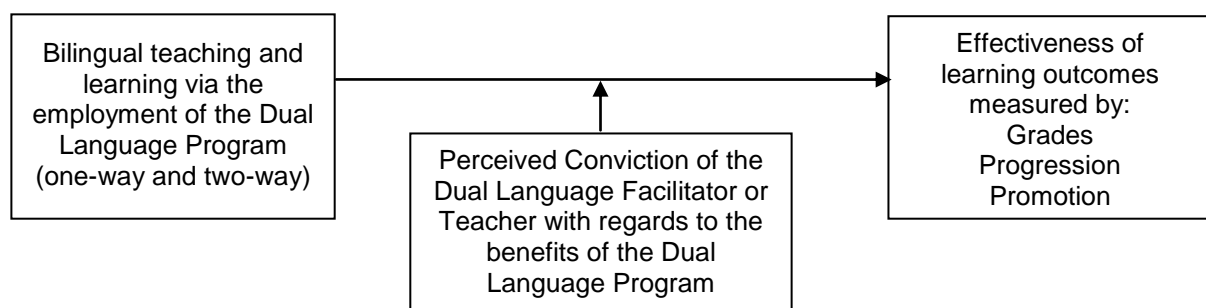 Bilingual teaching and
learning via the
employment of the Dual
Language Program
(one-way and two-way)
Perceived Conviction of the
Dual Language Facilitator or
Teacher with regards to the
benefits of the Dual
Language Program
Effectiveness of
learning outcomes
measured by:
Grades
Progression
Promotion